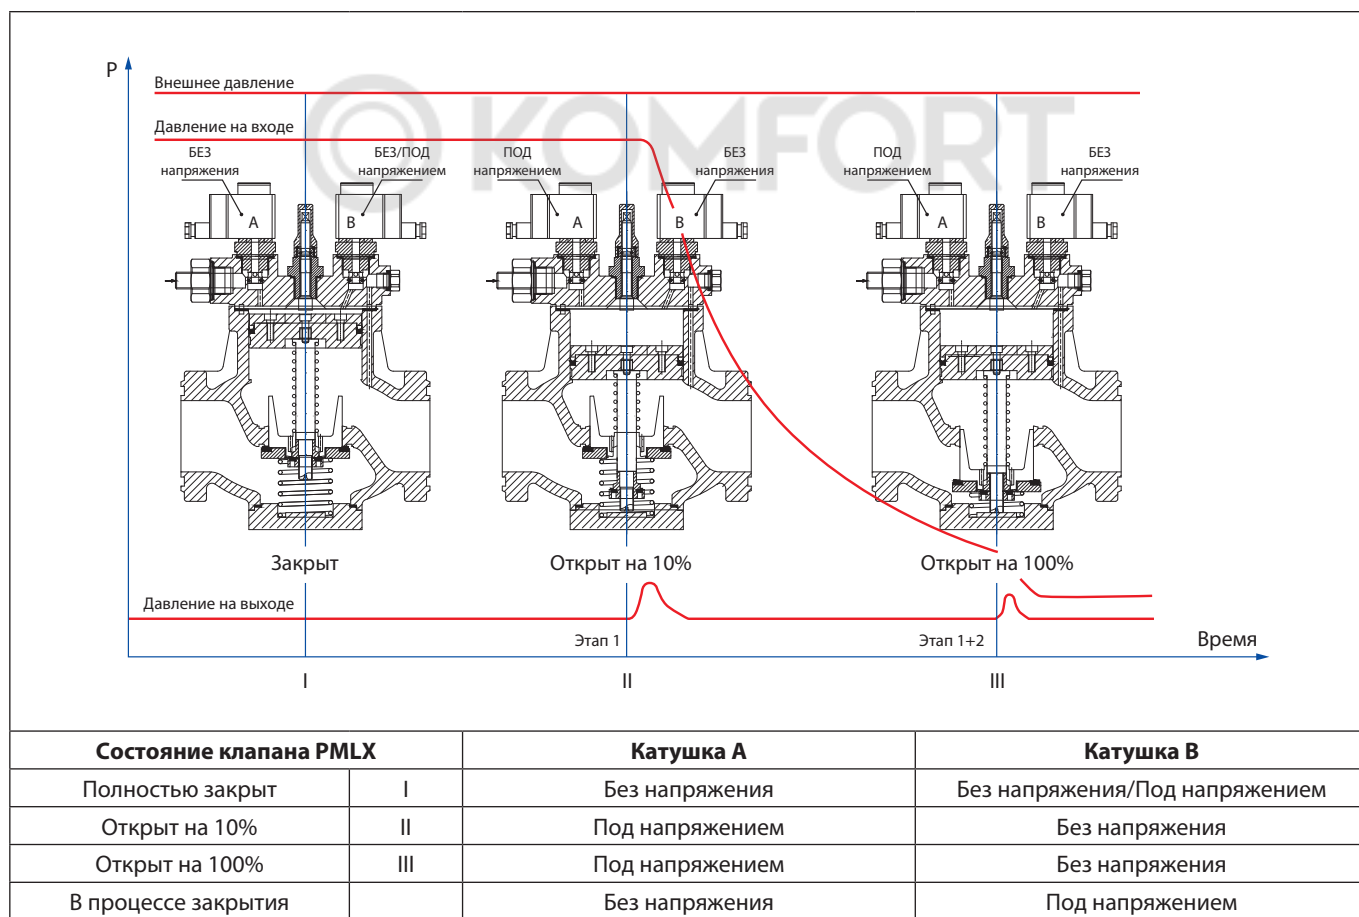 P
Внешнее давление
KOMFORT
Давление на входе
БЕЗ напряжения
БЕЗ/ПОД напряжением
ПОД напряжением
БЕЗ напряжения
ПОД напряжением
БЕЗ напряжения
A
B
A
B
A
B
Закрыт
Открыт на 10%
Открыт на 100%
Давление на выходе
Этап 1
Этап 1+2
Время
I
II
III
Состояние клапана PMLX Катушка A Катушка B
Полностью закрыт I Без напряжения Без напряжения/Под напряжением
Открыт на 10% II Под напряжением Без напряжения
Открыт на 100% III Под напряжением Без напряжения
В процессе закрытия Без напряжения Под напряжением